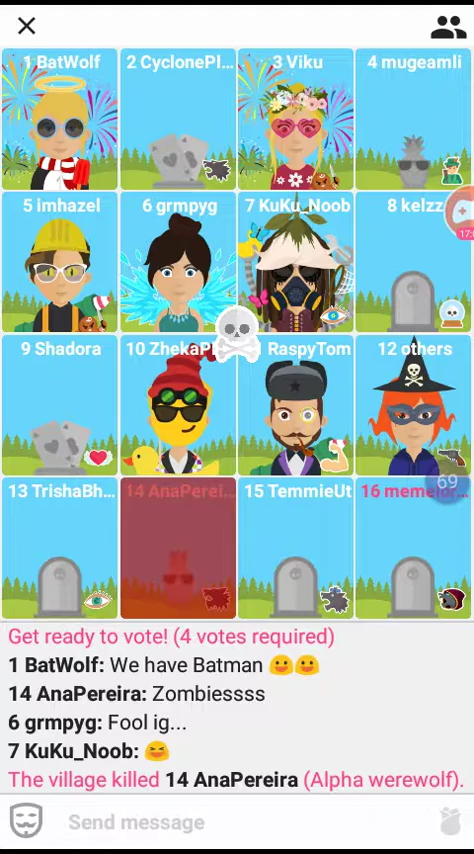 1 BatWolf
2 CyclonePl...
3 Viku
4 mugeamli
5 imhazel
6 grmpyg
7 KuKu_Noob
8 kelzz
17:
9 Shadora
10 ZhekaP
RaspyTom
12 others
69
13 TrishaBh...
14 AnaPerei...
15 TemmieUt
16
Get ready to vote! (4 votes required)
1 BatWolf: We have Batman 😀😀
14 AnaPereira: Zombiessss
6 grmpyg: Fool ig...
7 KuKu_Noob: 😆
The village killed 14 AnaPereira (Alpha werewolf).
Send message